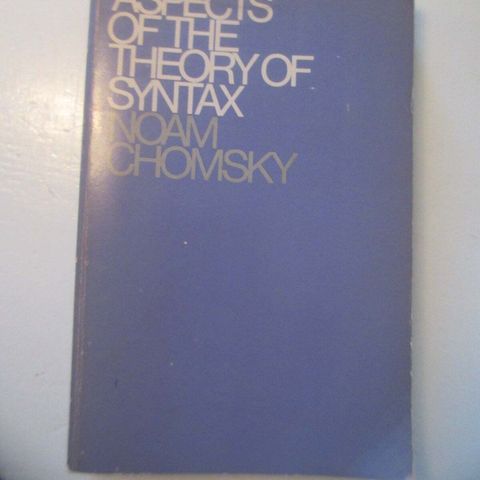 ASPECTS
OF THE
THEORY OF
SYNTAX
NOAM
CHOMSKY